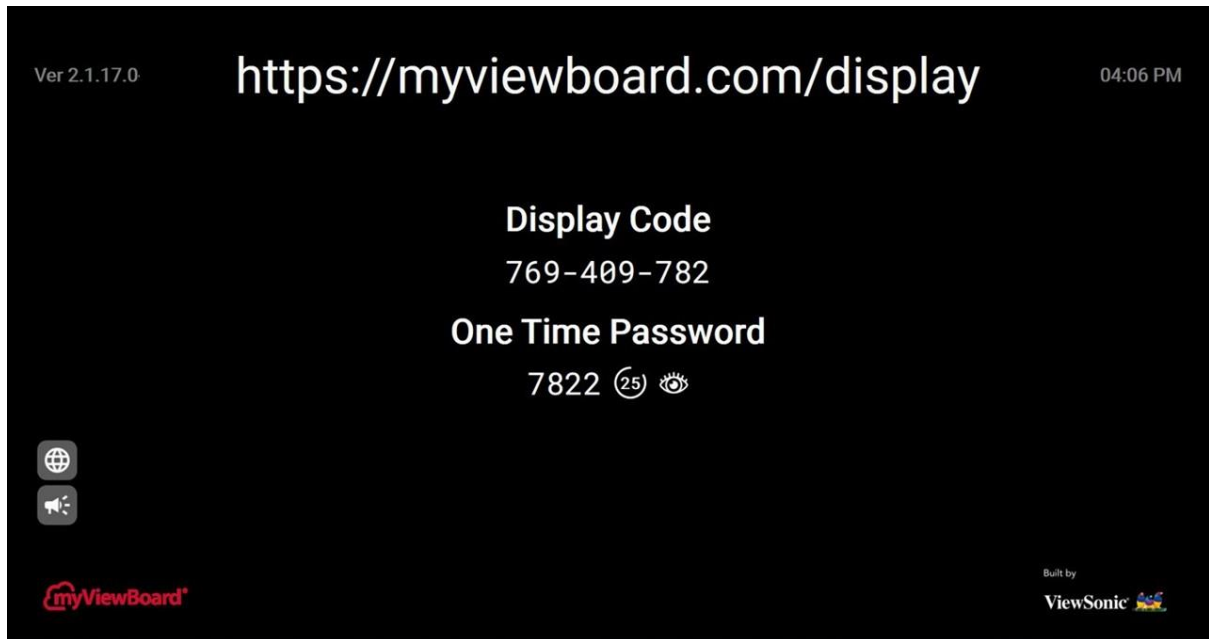 Ver 2.1.17.0
https://myviewboard.com/display
04:06 PM
Display Code
769-409-782
One Time Password
7822 25
myViewBoard
Built by
ViewSonic